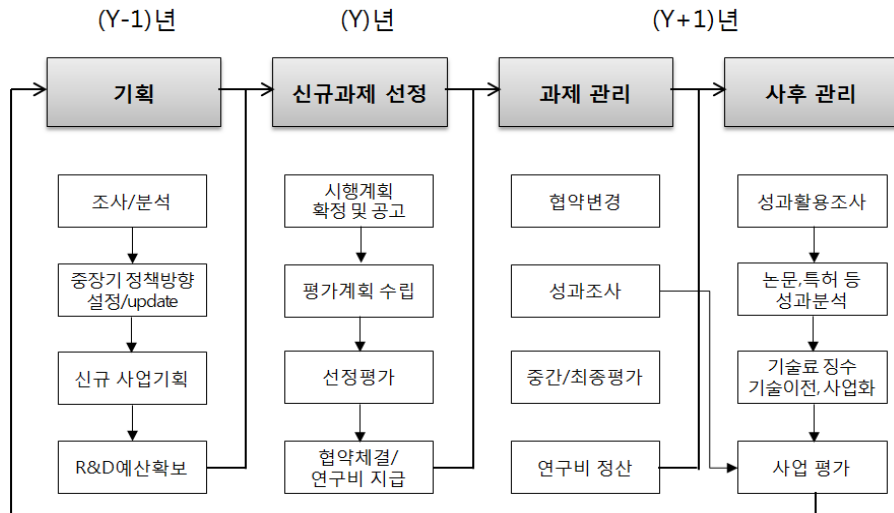 (Y-1)년
(Y)년
(Y+1)년
기획
신규과제 선정
과제 관리
사후 관리
조사/분석
중장기 정책방향
설정/update
신규 사업기획
R&D예산확보
시행계획
확정 및 공고
평가계획 수립
선정평가
협약체결/
연구비 지급
협약변경
성과조사
중간/최종평가
연구비 정산
성과활용조사
논문,특허 등
성과분석
기술료 징수
기술이전, 사업화
사업 평가